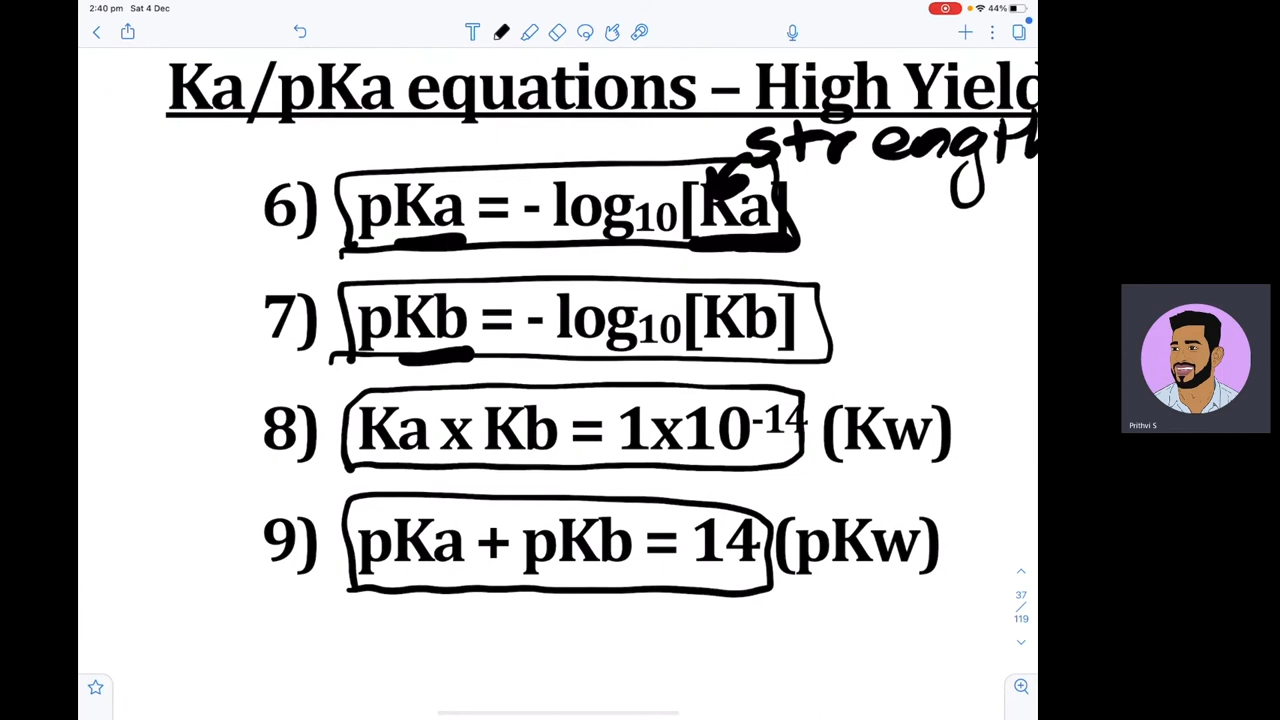 2:40 pm Sat 4 Dec
44%
Ka/pKa equations – High Yield
strength
6) pKa = - log₁₀[Ka]
7) pKb = - log₁₀[Kb]
8) Ka x Kb = 1x10⁻¹⁴ (Kw)
9) pKa + pKb = 14 (pKw)
37
/
119
Prithvi S